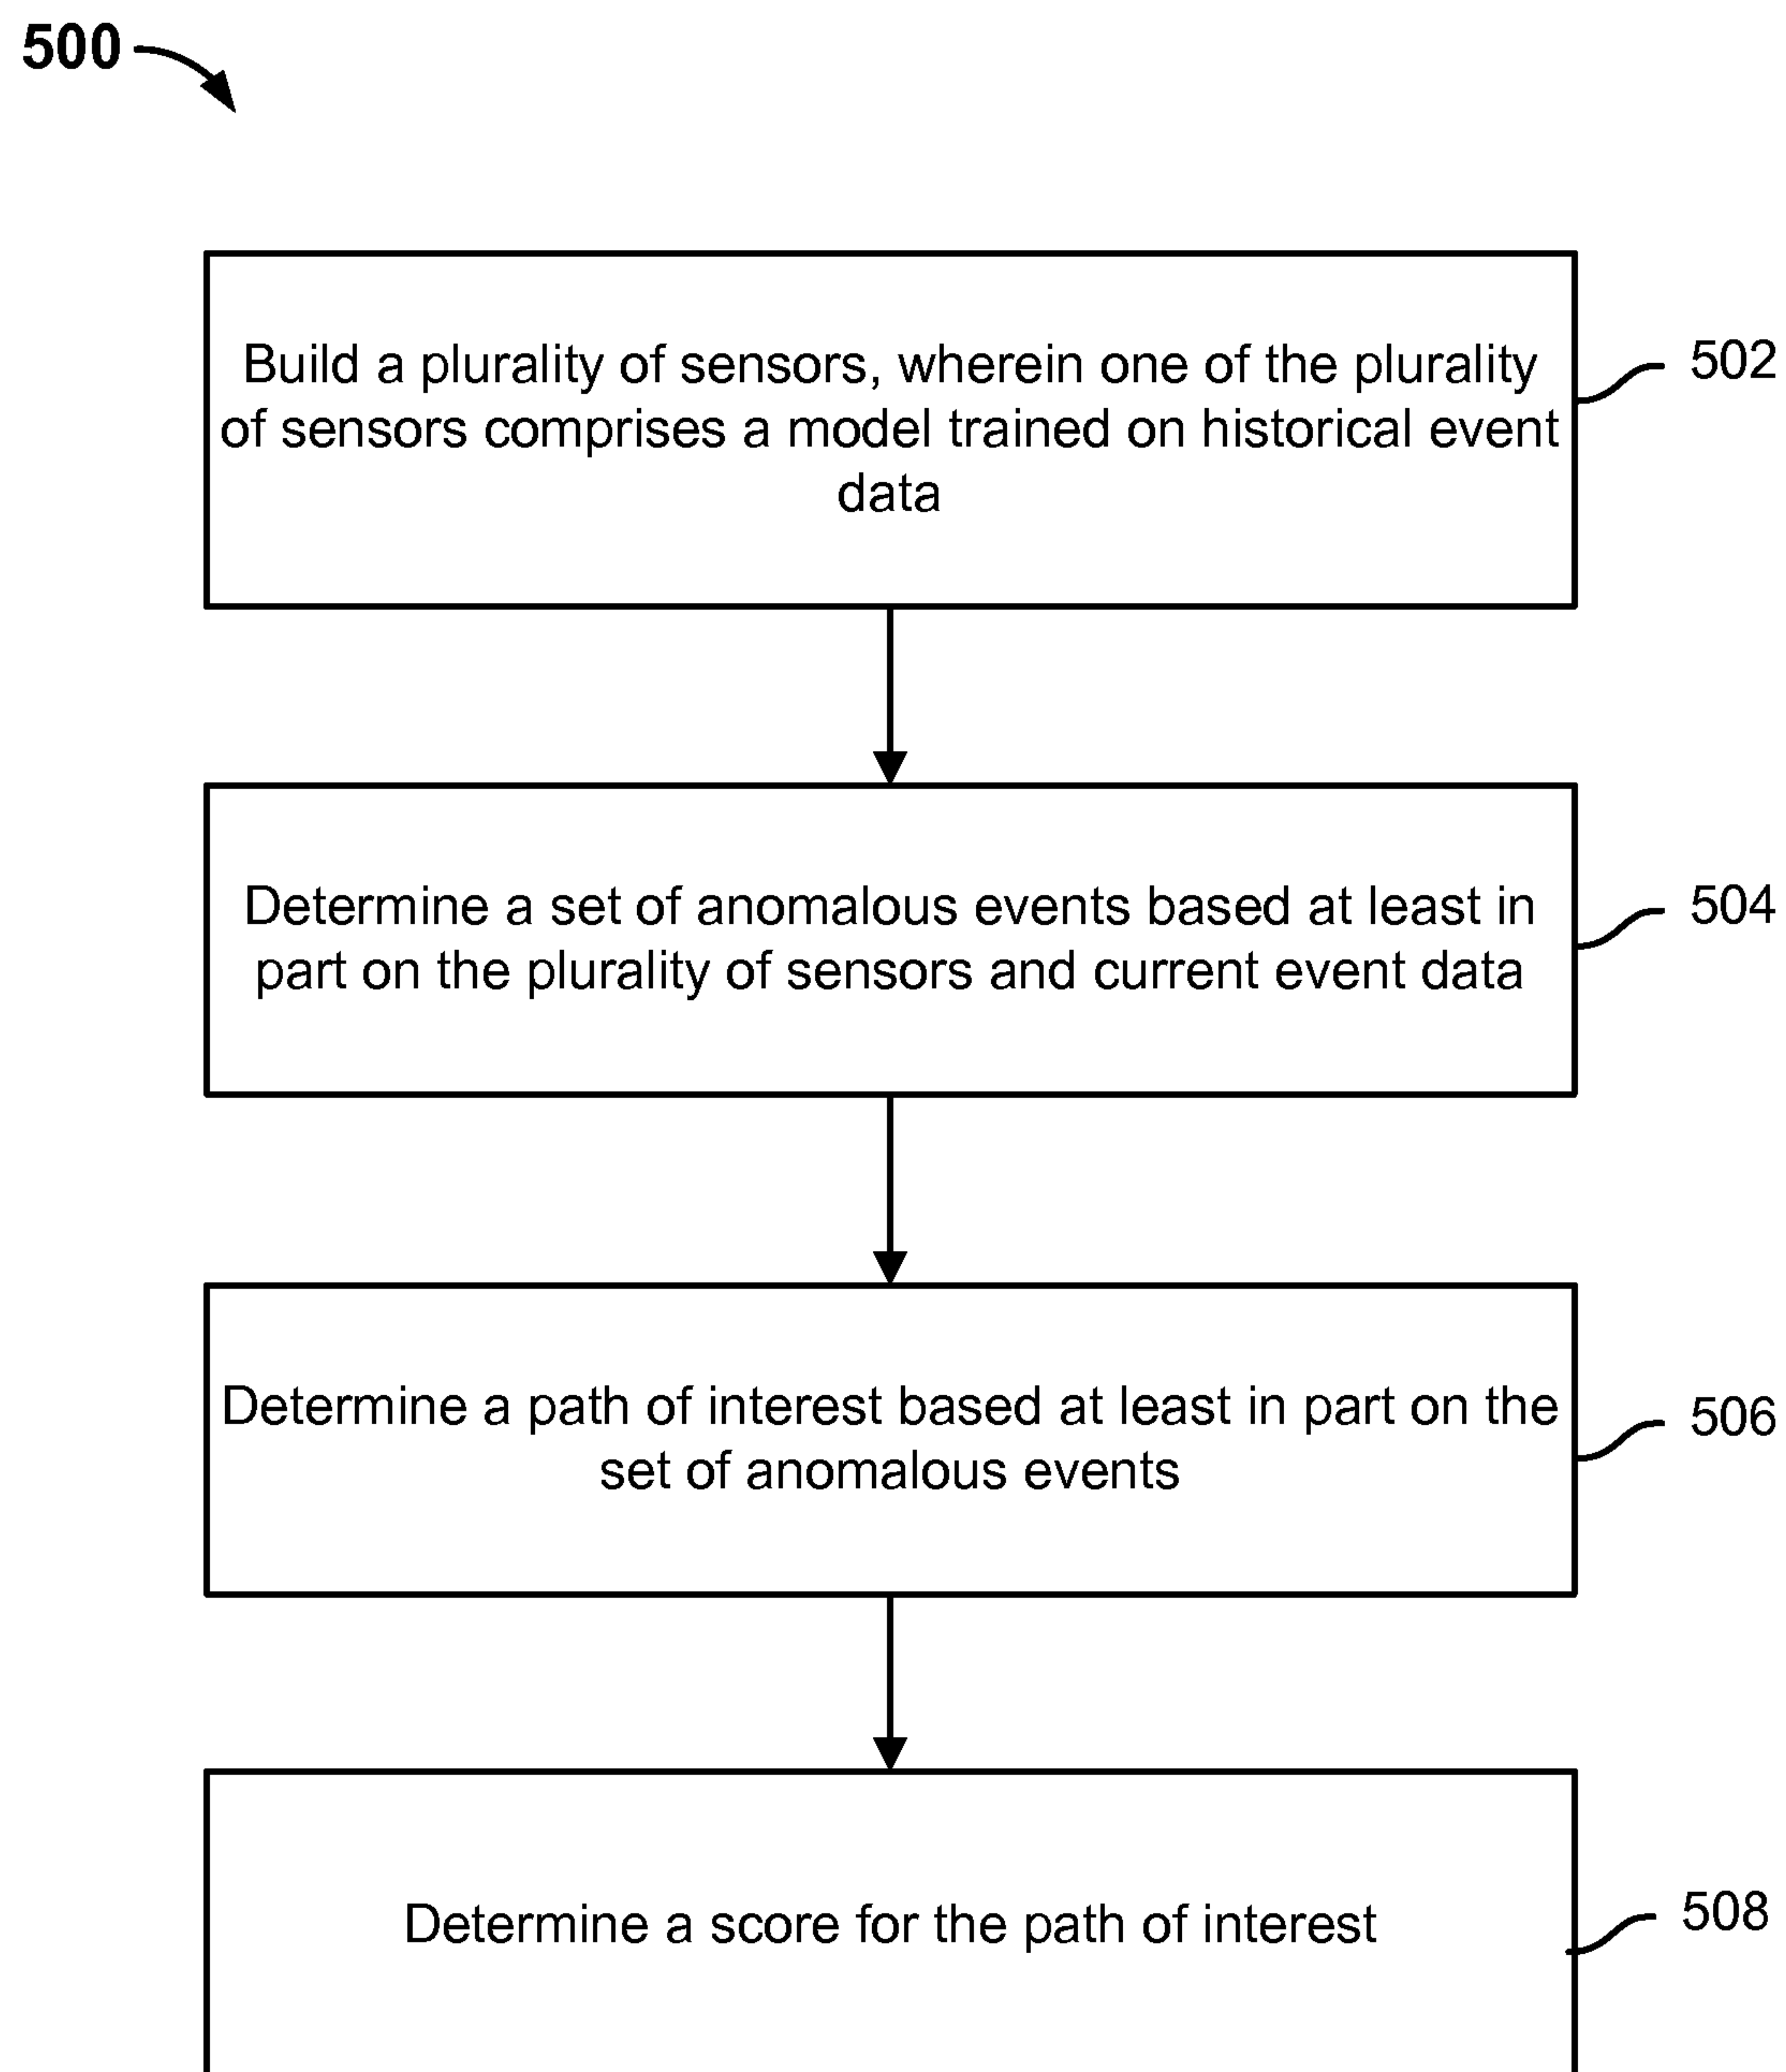 500
Build a plurality of sensors, wherein one of the plurality
of sensors comprises a model trained on historical event
data
502
Determine a set of anomalous events based at least in
part on the plurality of sensors and current event data
504
Determine a path of interest based at least in part on the
set of anomalous events
506
Determine a score for the path of interest
508